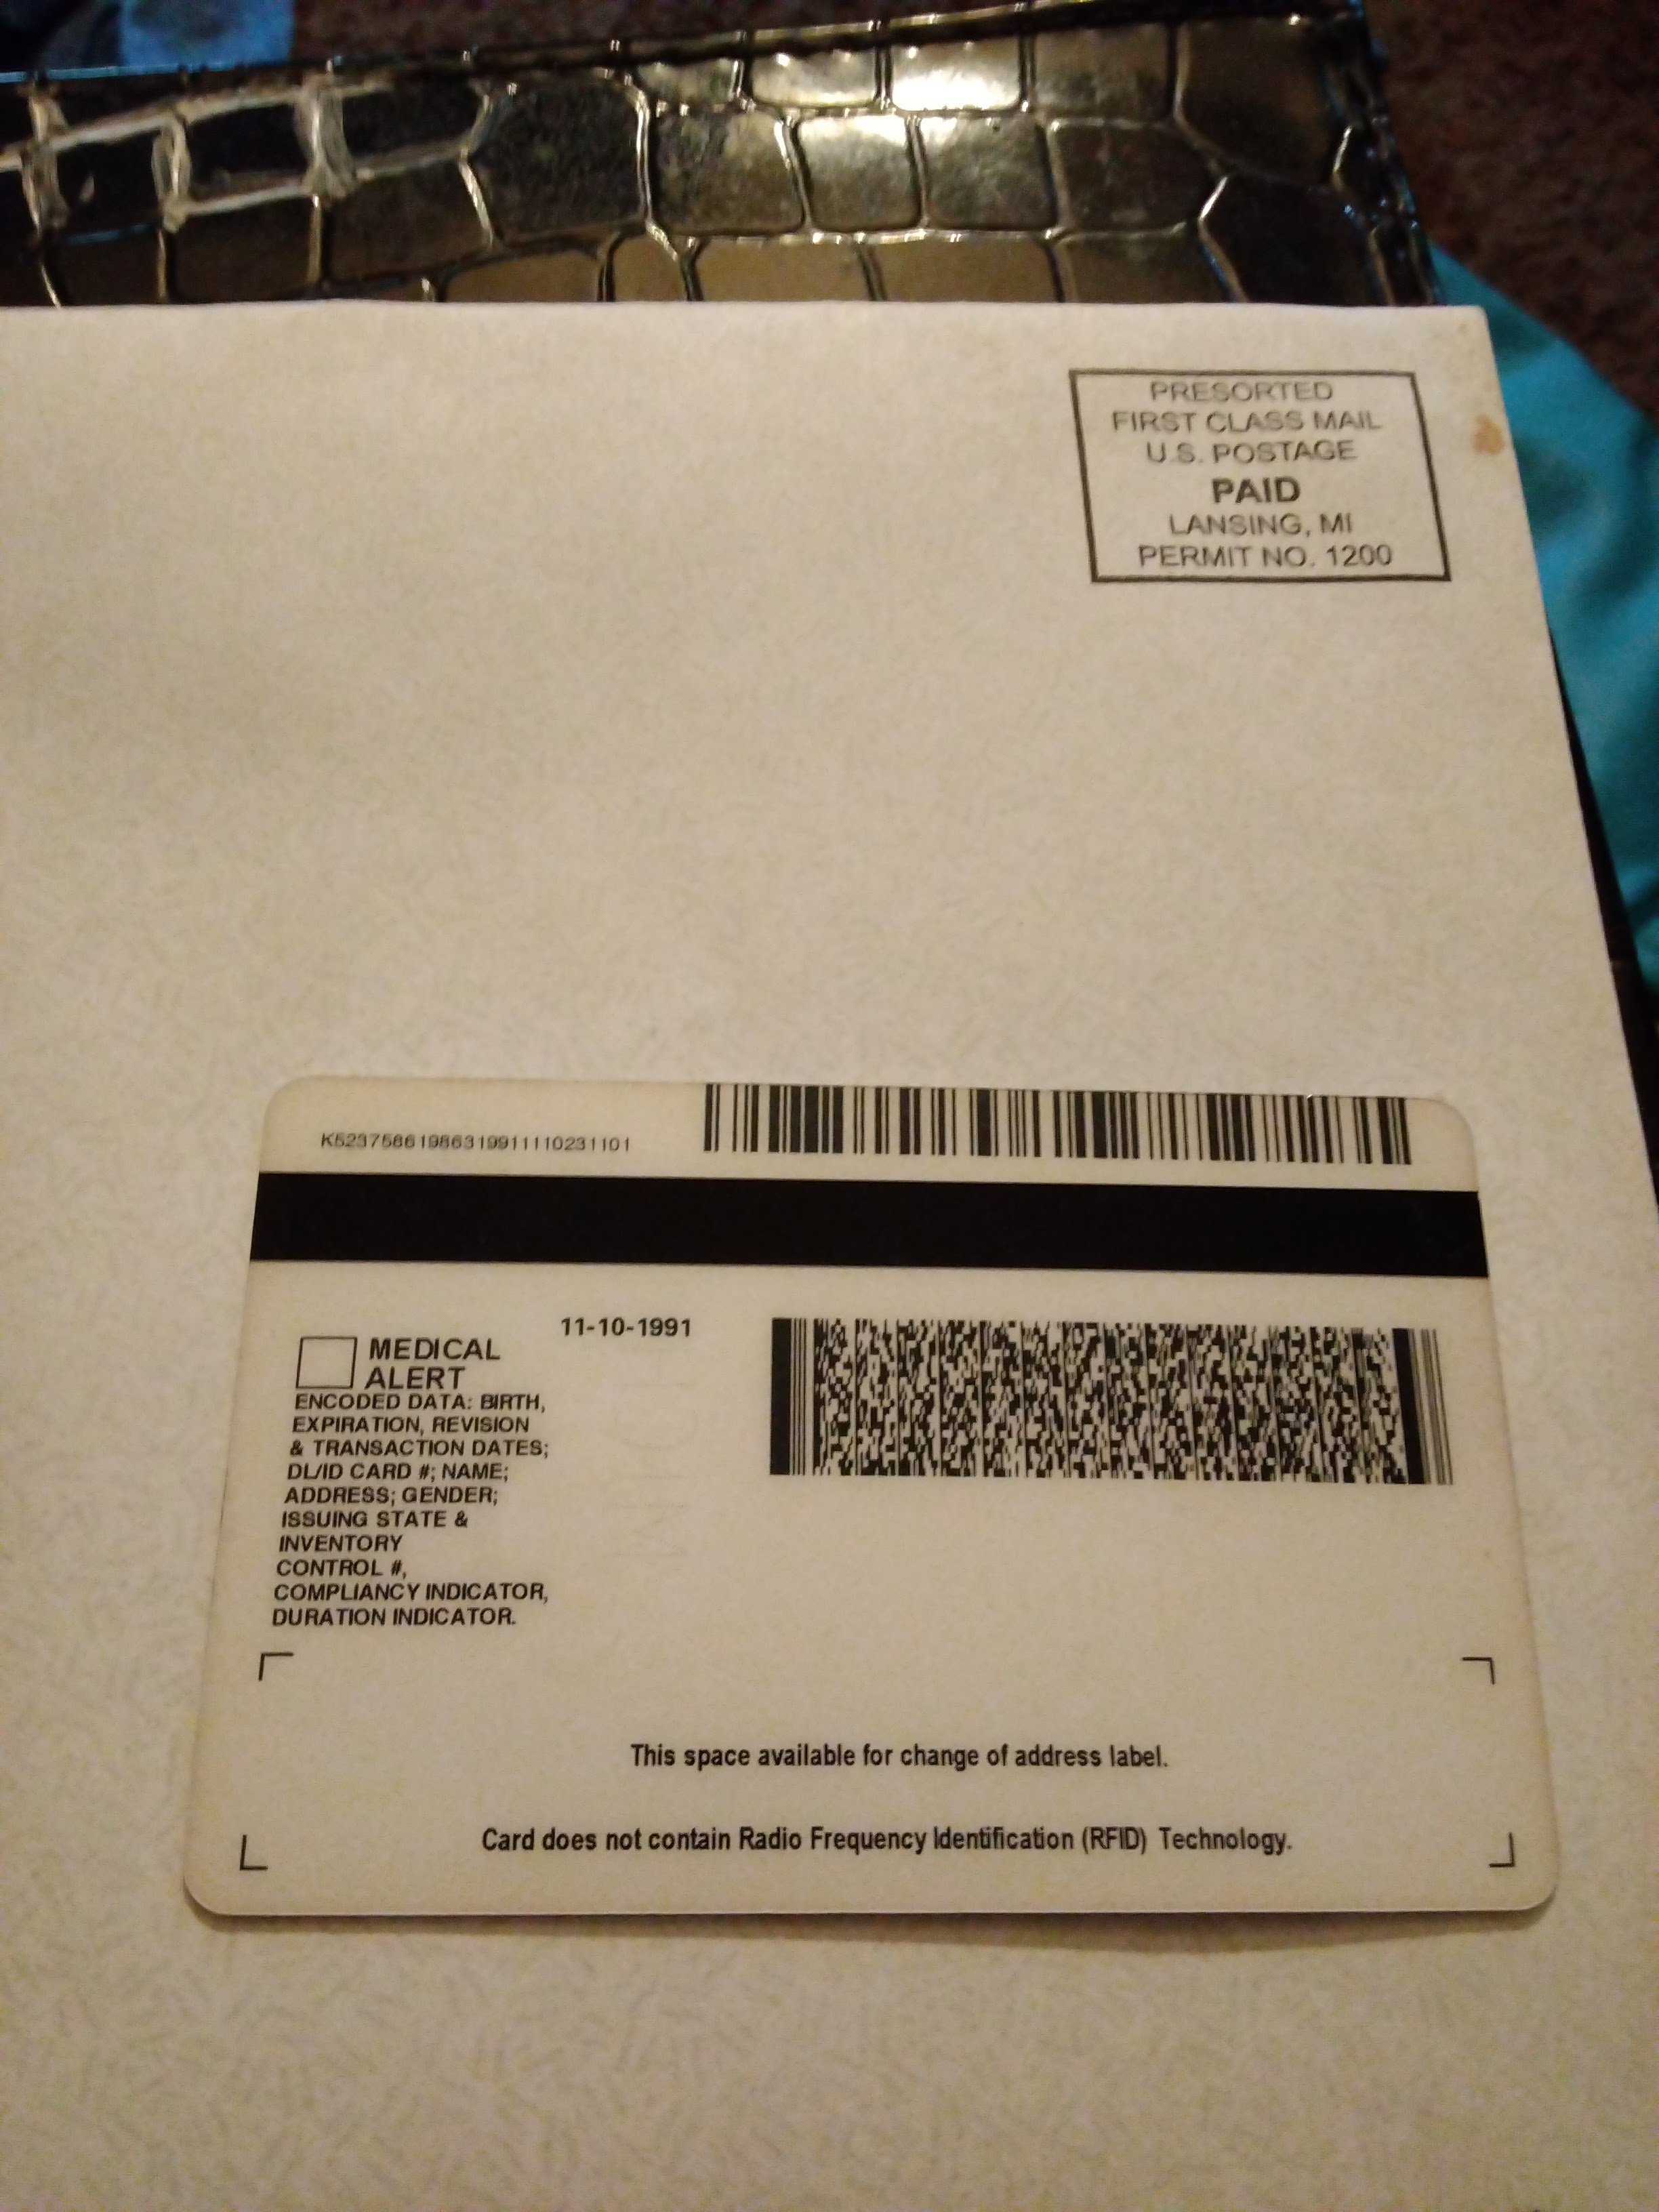 PRESORTED
FIRST CLASS MAIL
U.S. POSTAGE
PAID
LANSING, MI
PERMIT NO. 1200
K52375861986319911110231101
11-10-1991
MEDICAL
ALERT
ENCODED DATA: BIRTH,
EXPIRATION, REVISION
& TRANSACTION DATES;
DL/ID CARD #; NAME;
ADDRESS; GENDER;
ISSUING STATE &
INVENTORY
CONTROL #,
COMPLIANCY INDICATOR,
DURATION INDICATOR.
This space available for change of address label.
Card does not contain Radio Frequency Identification (RFID) Technology.